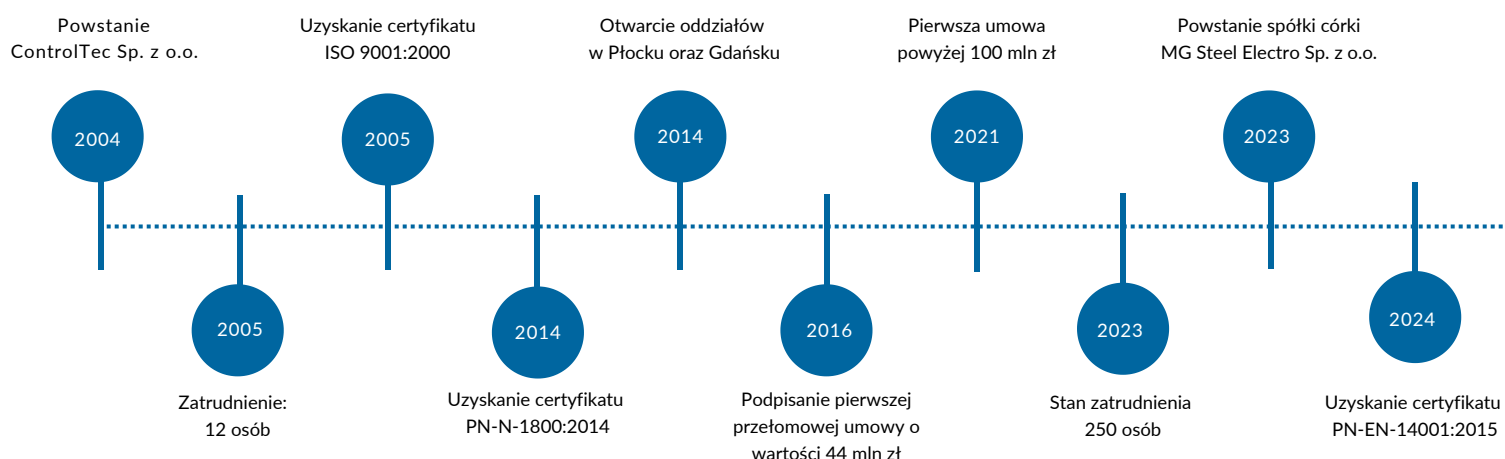 Powstanie
ControlTec Sp. z o.o.
2004
2005
Zatrudnienie:
12 osób
Uzyskanie certyfikatu
ISO 9001:2000
2005
2014
Uzyskanie certyfikatu
PN-N-1800:2014
Otwarcie oddziałów
w Płocku oraz Gdańsku
2014
2016
Podpisanie pierwszej
przełomowej umowy o
wartości 44 mln zł
Pierwsza umowa
powyżej 100 mln zł
2021
2023
Stan zatrudnienia
250 osób
Powstanie spółki córki
MG Steel Electro Sp. z o.o.
2023
2024
Uzyskanie certyfikatu
PN-EN-14001:2015